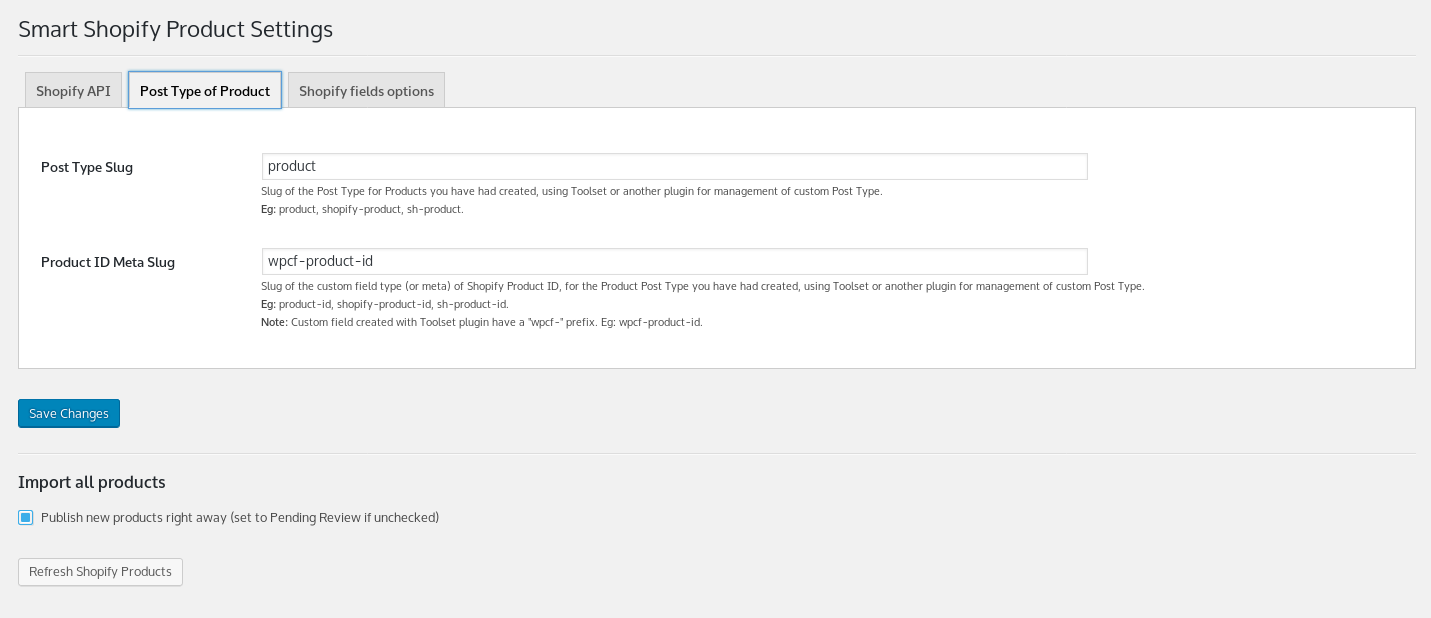 Smart Shopify Product Settings
Shopify API
Post Type of Product
Shopify fields options
Post Type Slug
product
Slug of the Post Type for Products you have had created, using Toolset or another plugin for management of custom Post Type.
Eg: product, shopify-product, sh-product.
Product ID Meta Slug
wpcf-product-id
Slug of the custom field type (or meta) of Shopify Product ID, for the Product Post Type you have had created, using Toolset or another plugin for management of custom Post Type.
Eg: product-id, shopify-product-id, sh-product-id.
Note: Custom field created with Toolset plugin have a "wpcf-" prefix. Eg: wpcf-product-id.
Save Changes
Import all products
Publish new products right away (set to Pending Review if unchecked)
Refresh Shopify Products